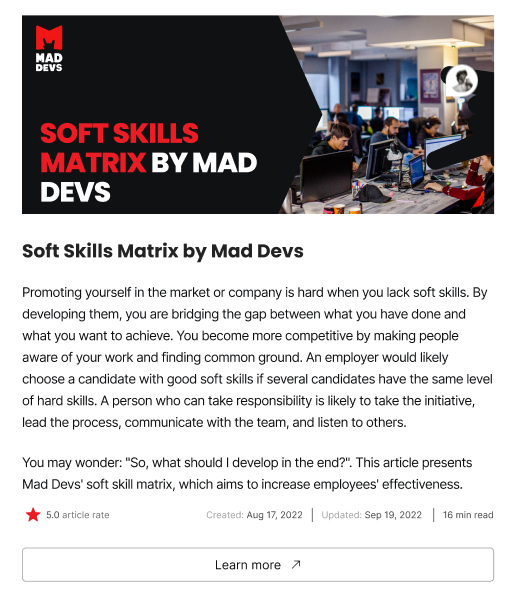 MAD
DEVS
SOFT SKILLS
MATRIX BY MAD
DEVS
Soft Skills Matrix by Mad Devs
Promoting yourself in the market or company is hard when you lack soft skills. By
developing them, you are bridging the gap between what you have done and
what you want to achieve. You become more competitive by making people
aware of your work and finding common ground. An employer would likely
choose a candidate with good soft skills if several candidates have the same level
of hard skills. A person who can take responsibility is likely to take the initiative,
lead the process, communicate with the team, and listen to others.
You may wonder: "So, what should I develop in the end?". This article presents
Mad Devs' soft skill matrix, which aims to increase employees' effectiveness.
5.0 article rate Created: Aug 17, 2022 | Updated: Sep 19, 2022 | 16 min read
Learn more ↗